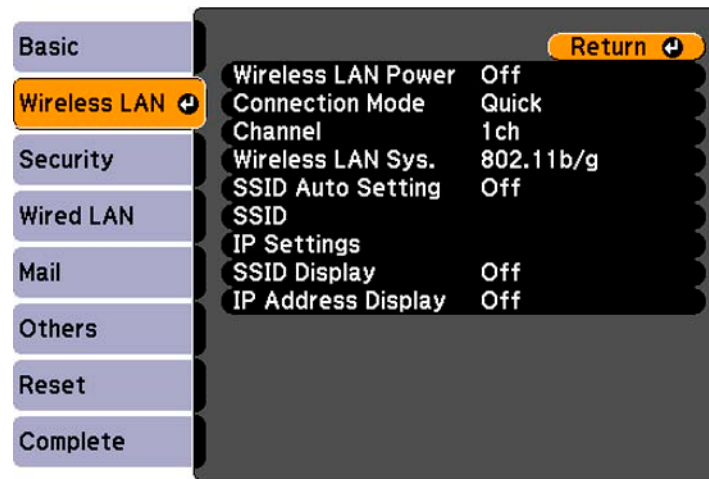 Basic
Wireless LAN
Security
Wired LAN
Mail
Others
Reset
Complete
Return
Wireless LAN Power Off
Connection Mode Quick
Channel 1ch
Wireless LAN Sys. 802.11b/g
SSID Auto Setting Off
SSID
IP Settings
SSID Display Off
IP Address Display Off